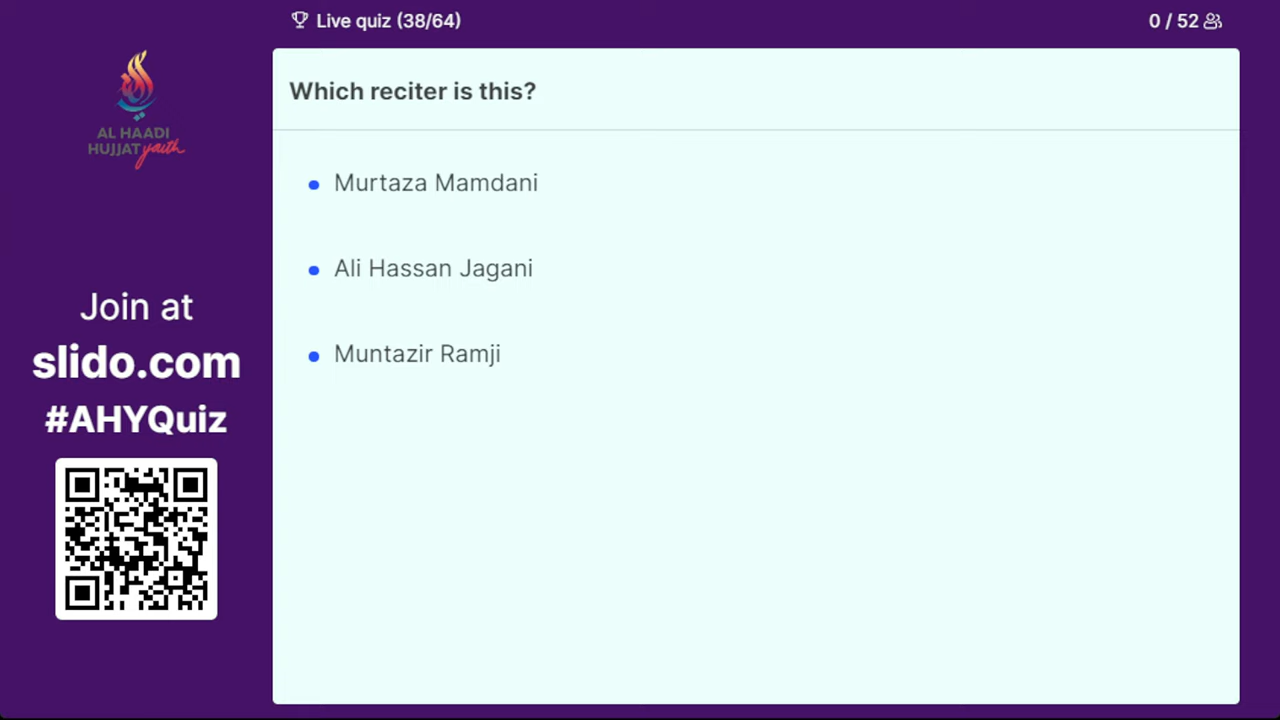 Live quiz (38/64)
0 / 52
AL HAADI
HUJJAT youth
Which reciter is this?
Murtaza Mamdani
Ali Hassan Jagani
Muntazir Ramji
Join at
slido.com
#AHYQuiz